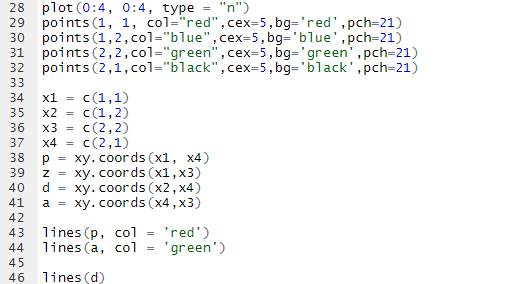 28 plot(0:4, 0:4, type = "n")
29 points(1, 1, col="red",cex=5,bg='red',pch=21)
30 points(1,2,col="blue",cex=5,bg='blue',pch=21)
31 points(2,2,col="green",cex=5,bg='green',pch=21)
32 points(2,1,col="black",cex=5,bg='black',pch=21)
33
34 x1 = c(1,1)
35 x2 = c(1,2)
36 x3 = c(2,2)
37 x4 = c(2,1)
38 p = xy.coords(x1, x4)
39 z = xy.coords(x1,x3)
40 d = xy.coords(x2,x4)
41 a = xy.coords(x4,x3)
42
43 lines(p, col = 'red')
44 lines(a, col = 'green')
45
46 lines(d)